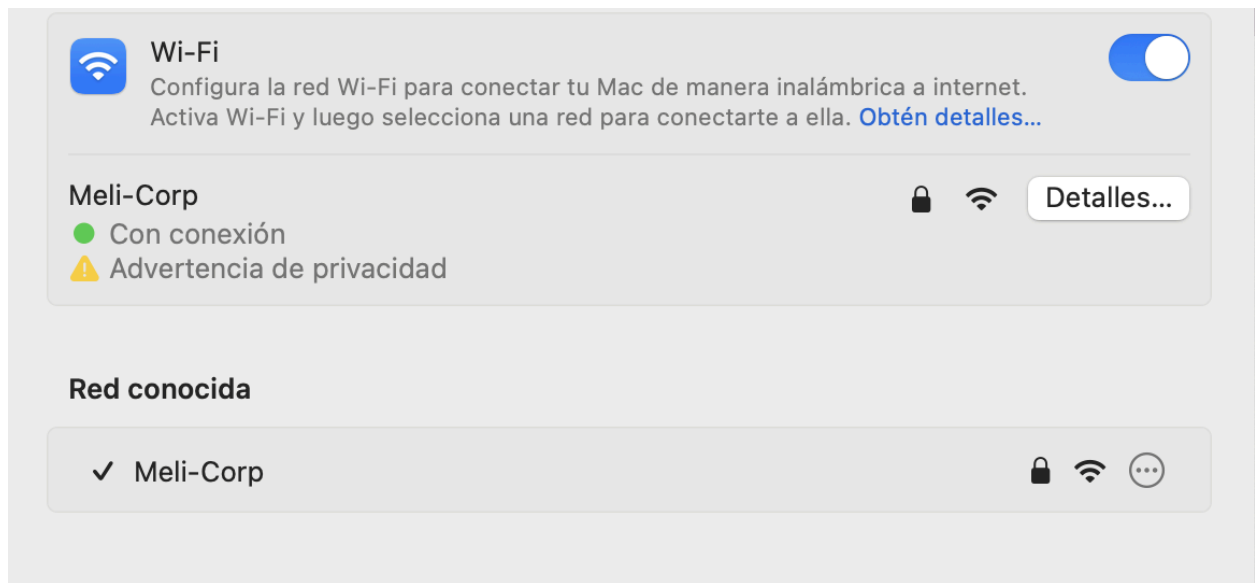 Wi-Fi
Configura la red Wi-Fi para conectar tu Mac de manera inalámbrica a internet.
Activa Wi-Fi y luego selecciona una red para conectarte a ella. Obtén detalles...
Meli-Corp
Detalles...
Con conexión
Advertencia de privacidad
Red conocida
Meli-Corp